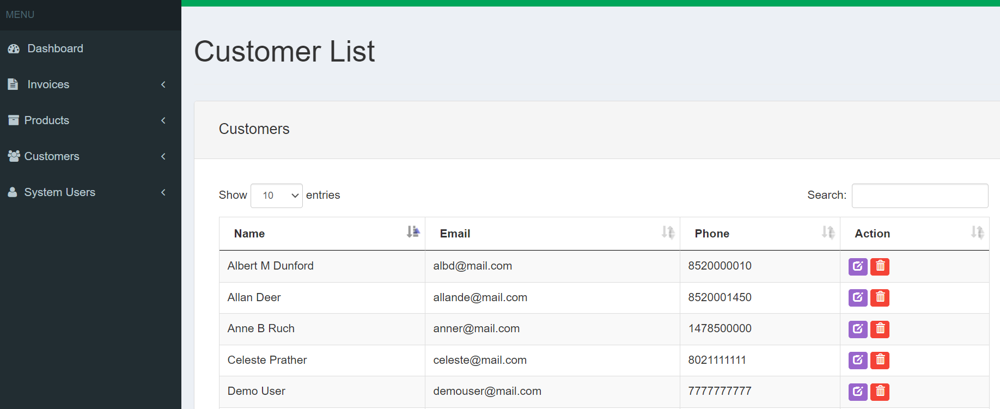 MENU
Dashboard
Invoices
Products
Customers
System Users
Customer List
Customers
Show 10 entries
Search:
Name Email Phone Action
Albert M Dunford albd@mail.com 8520000010
Allan Deer allande@mail.com 8520001450
Anne B Ruch anner@mail.com 1478500000
Celeste Prather celeste@mail.com 8021111111
Demo User demouser@mail.com 7777777777